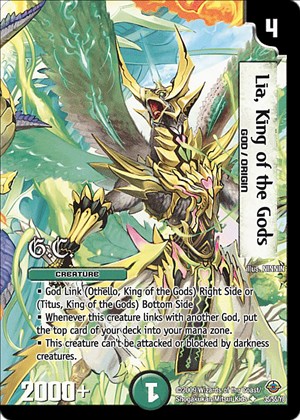 4
Lia, King of the Gods
GOD / ORIGIN
illus. NINNIN
CREATURE
▪ God Link (Othello, King of the Gods) Right Side or
(Titus, King of the Gods) Bottom Side
▪ Whenever this creature links with another God, put
the top card of your deck into your mana zone.
▪ This creature can't be attacked or blocked by darkness
creatures.
2000+
1
Wizards of the Coast/
Shogakukan/Mitsui-Kids